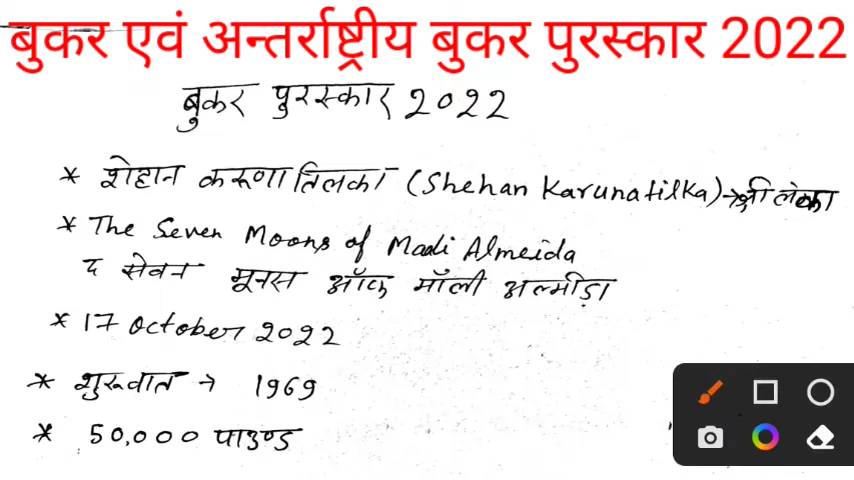 बुकर एवं अन्तर्राष्ट्रीय बुकर पुरस्कार 2022
बुकर पुरस्कार 2022
* शेहान करूणातिलका (Shehan Karunatilka) → श्री लंका
* The Seven Moons of Maali Almeida
द सेवन मूनस ऑफ मॉली अल्मीड़ा
* 17 October 2022
* शुरूवात → 1969
* 50,000 पाउण्ड